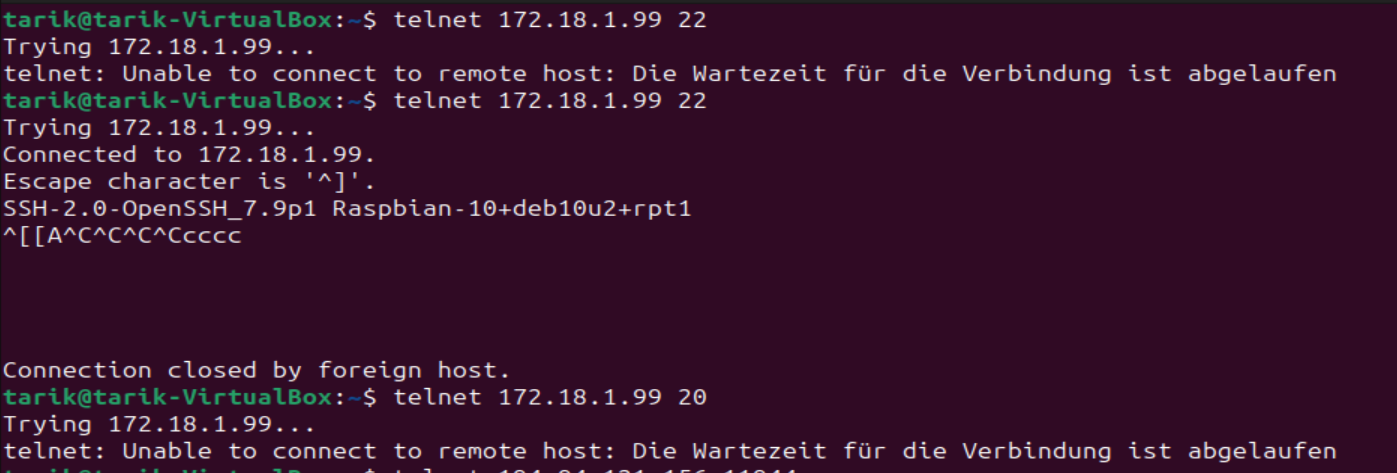 tarik@tarik-VirtualBox:~$ telnet 172.18.1.99 22
Trying 172.18.1.99...
telnet: Unable to connect to remote host: Die Wartezeit für die Verbindung ist abgelaufen
tarik@tarik-VirtualBox:~$ telnet 172.18.1.99 22
Trying 172.18.1.99...
Connected to 172.18.1.99.
Escape character is '^]'.
SSH-2.0-OpenSSH_7.9p1 Raspbian-10+deb10u2+rpt1
^[[A^C^C^C^Ccccc
Connection closed by foreign host.
tarik@tarik-VirtualBox:~$ telnet 172.18.1.99 20
Trying 172.18.1.99...
telnet: Unable to connect to remote host: Die Wartezeit für die Verbindung ist abgelaufen
tarik@tarik-VirtualBox:~$ telnet